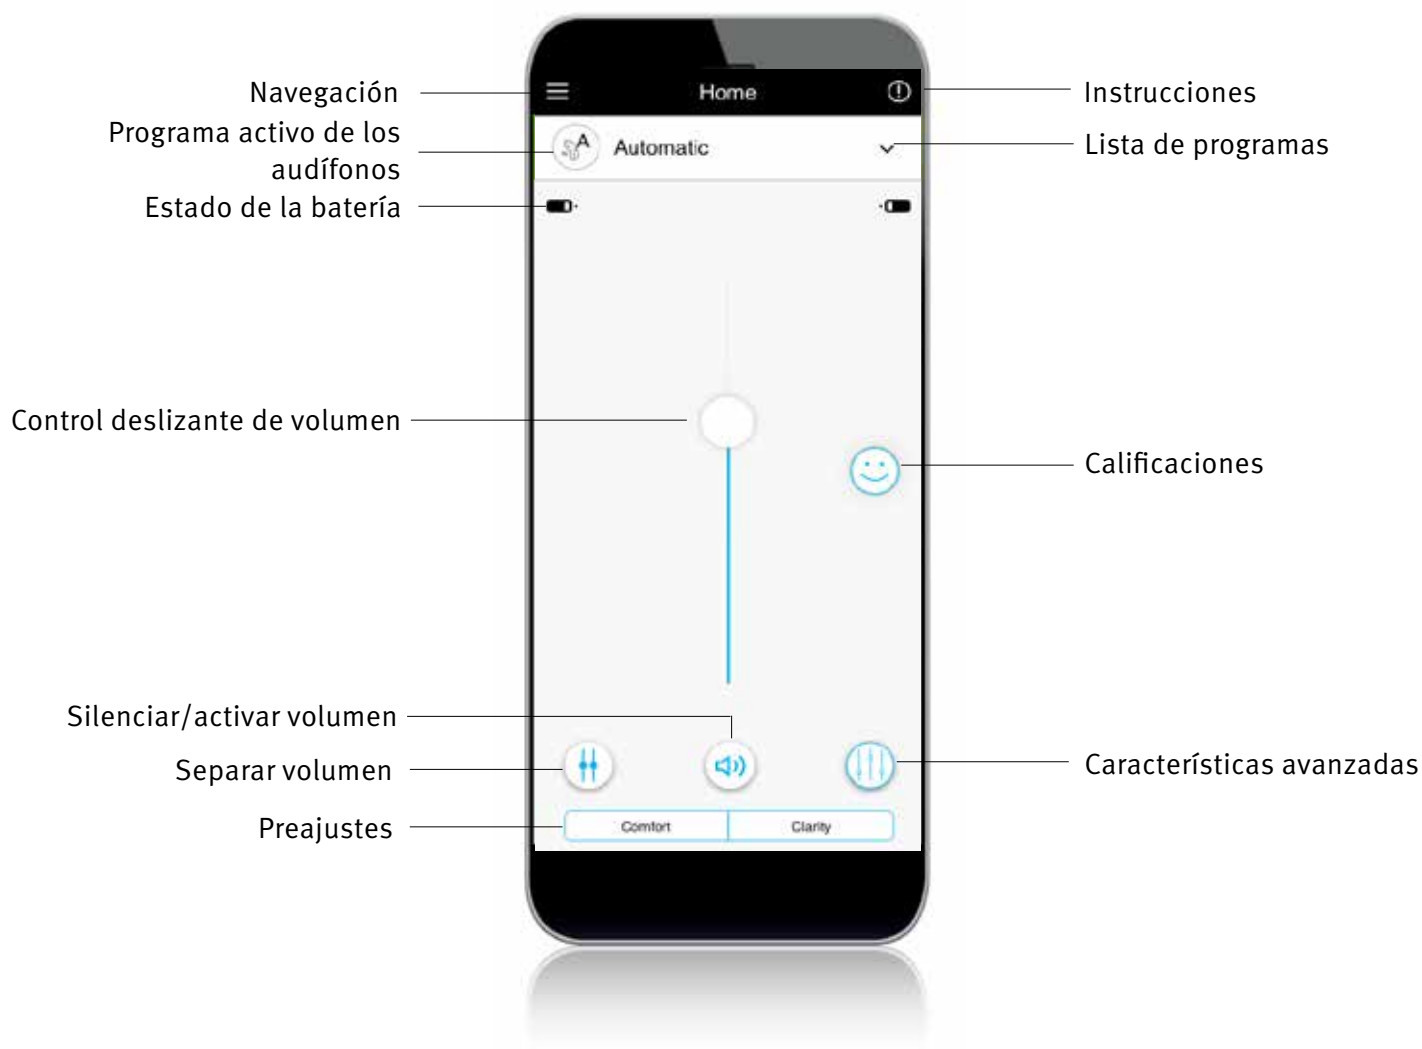 Navegación
Programa activo de los
audífonos
Estado de la batería
Control deslizante de volumen
Silenciar/activar volumen
Separar volumen
Preajustes
Home
A
Automatic
Comfort
Clarity
Instrucciones
Lista de programas
Calificaciones
Características avanzadas